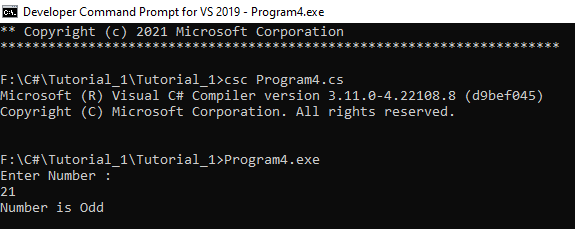 Developer Command Prompt for VS 2019 - Program4.exe
** Copyright (c) 2021 Microsoft Corporation
**********************************************************************
F:\C#\Tutorial_1\Tutorial_1>csc Program4.cs
Microsoft (R) Visual C# Compiler version 3.11.0-4.22108.8 (d9bef045)
Copyright (C) Microsoft Corporation. All rights reserved.
F:\C#\Tutorial_1\Tutorial_1>Program4.exe
Enter Number :
21
Number is Odd